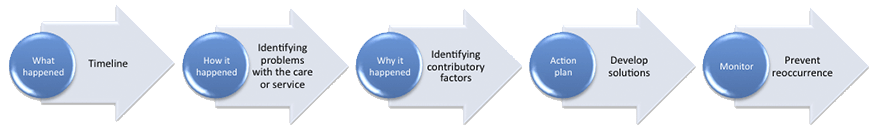 What
happened
Timeline
How it
happened
Identifying
problems
with the care
or service
Why it
happened
Identifying
contributory
factors
Action
plan
Develop
solutions
Monitor
Prevent
reoccurrence